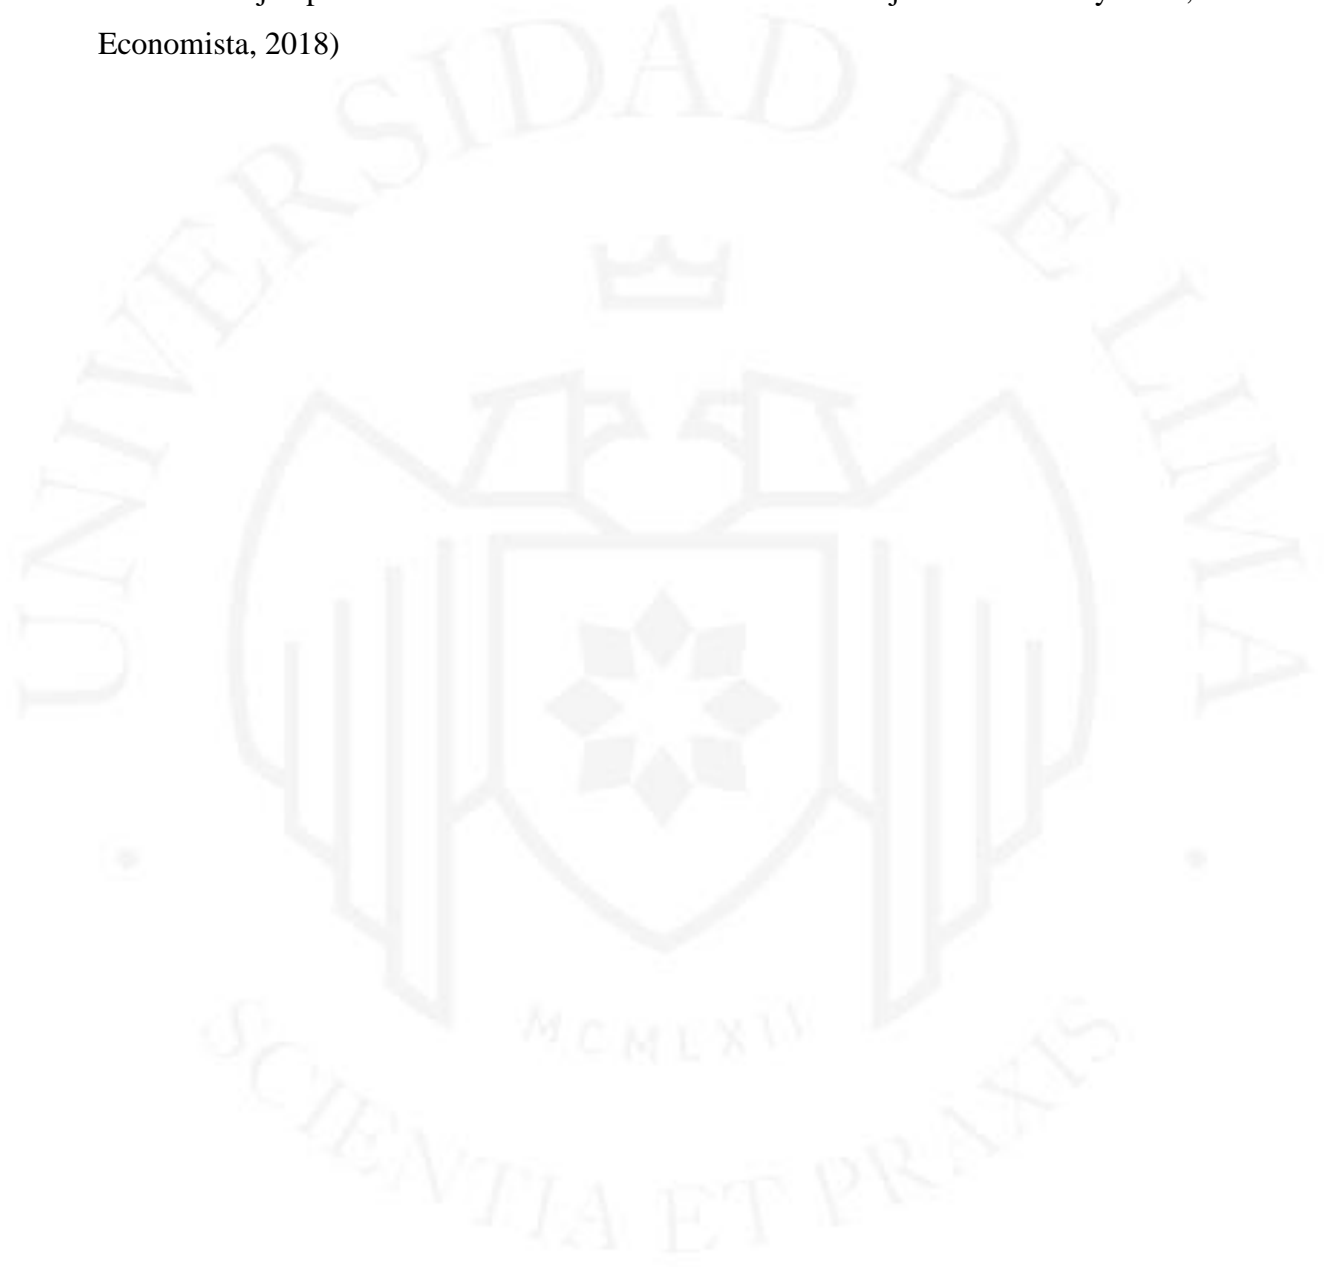 Economista, 2018)
UNIVERSIDAD DE LIMA
MCMLXII
SCIENTIA ET PRAXIS